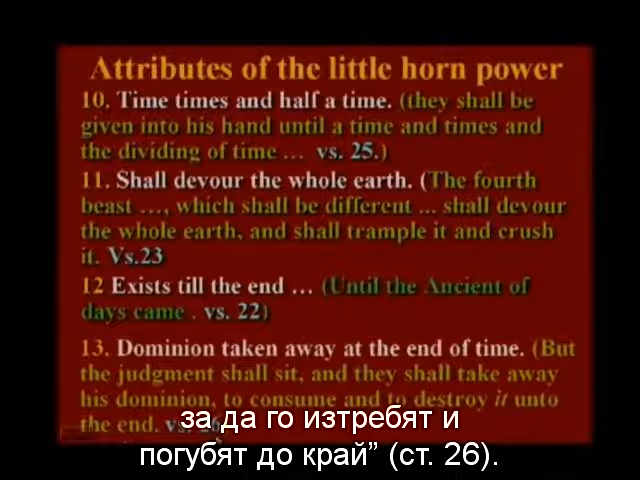 Attributes of the little horn power
10. Time times and half a time. (they shall be
given into his hand until a time and times and
the dividing of time ... vs. 25.)
11. Shall devour the whole earth. (The fourth
beast ..., which shall be different ... shall devour
the whole earth, and shall trample it and crush
it. Vs.23
12 Exists till the end ... (Until the Ancient of
days came . vs. 22)
13. Dominion taken away at the end of time. (But
the judgment shall sit, and they shall take away
his dominion, to consume and to destroy it unto
the end. vs. 26
за да го изтребят и
погубят до край” (ст. 26).